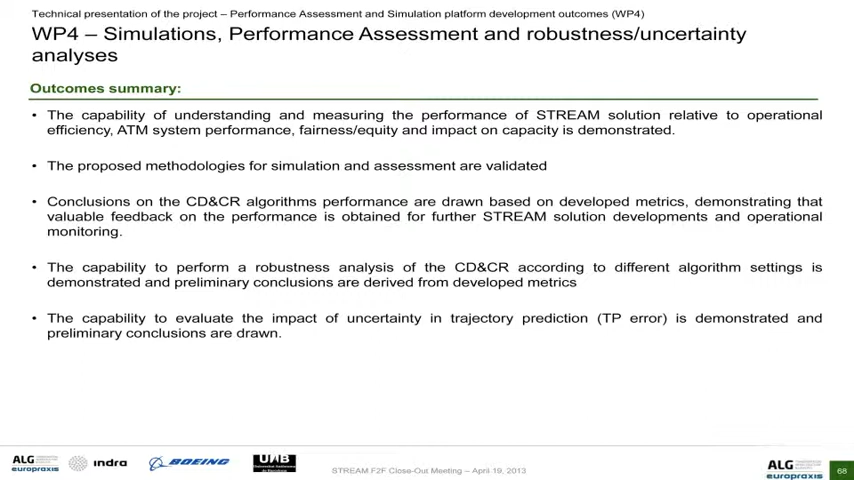 Technical presentation of the project – Performance Assessment and Simulation platform development outcomes (WP4)
WP4 – Simulations, Performance Assessment and robustness/uncertainty
analyses
Outcomes summary:
• The capability of understanding and measuring the performance of STREAM solution relative to operational
efficiency, ATM system performance, fairness/equity and impact on capacity is demonstrated.
• The proposed methodologies for simulation and assessment are validated
• Conclusions on the CD&CR algorithms performance are drawn based on developed metrics, demonstrating that
valuable feedback on the performance is obtained for further STREAM solution developments and operational
monitoring.
• The capability to perform a robustness analysis of the CD&CR according to different algorithm settings is
demonstrated and preliminary conclusions are derived from developed metrics
• The capability to evaluate the impact of uncertainty in trajectory prediction (TP error) is demonstrated and
preliminary conclusions are drawn.
ALG
europraxis
indra
BOEING
UAB
STREAM F2F Close-Out Meeting – April 19, 2013
ALG
europraxis
68